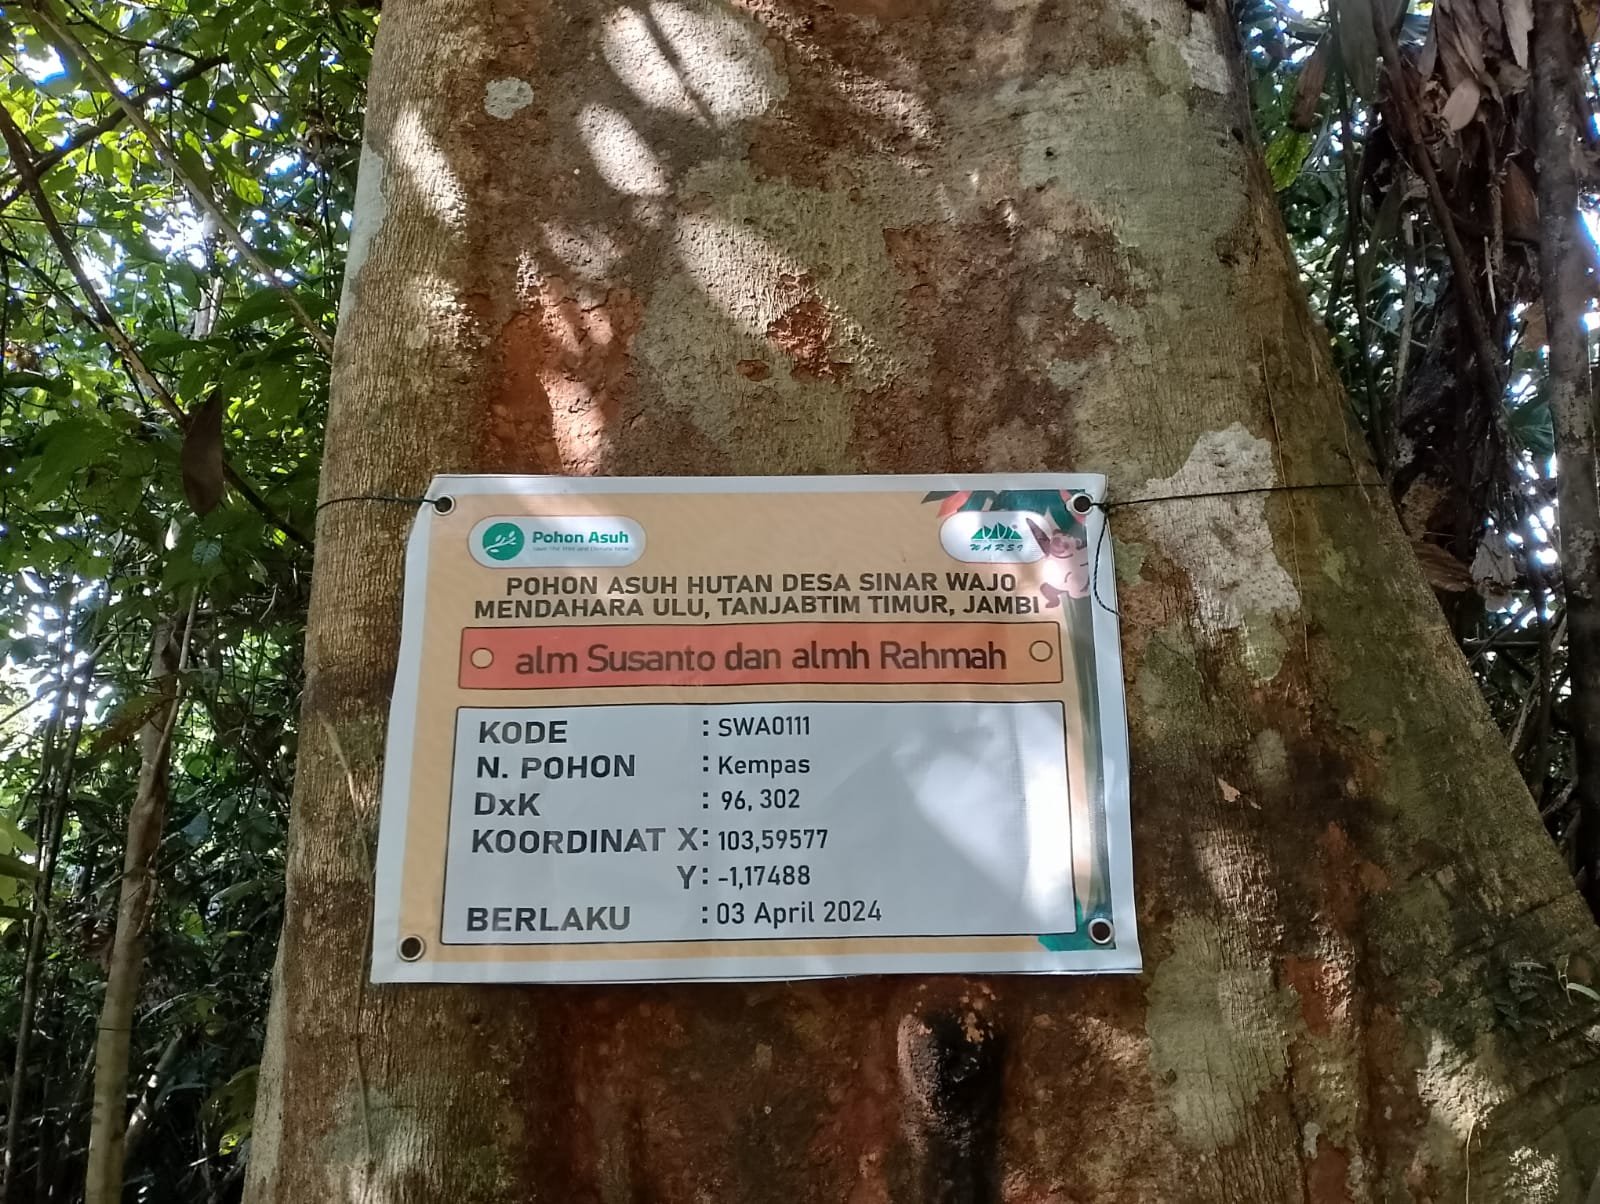 Pohon Asuh
WARSI
POHON ASUH HUTAN DESA SINAR WAJO
MENDAHARA ULU, TANJABTIM TIMUR, JAMBI
alm Susanto dan almh Rahmah
KODE : SWA0111
N. POHON : Kempas
DxK : 96, 302
KOORDINAT X: 103,59577
Y: -1,17488
BERLAKU : 03 April 2024